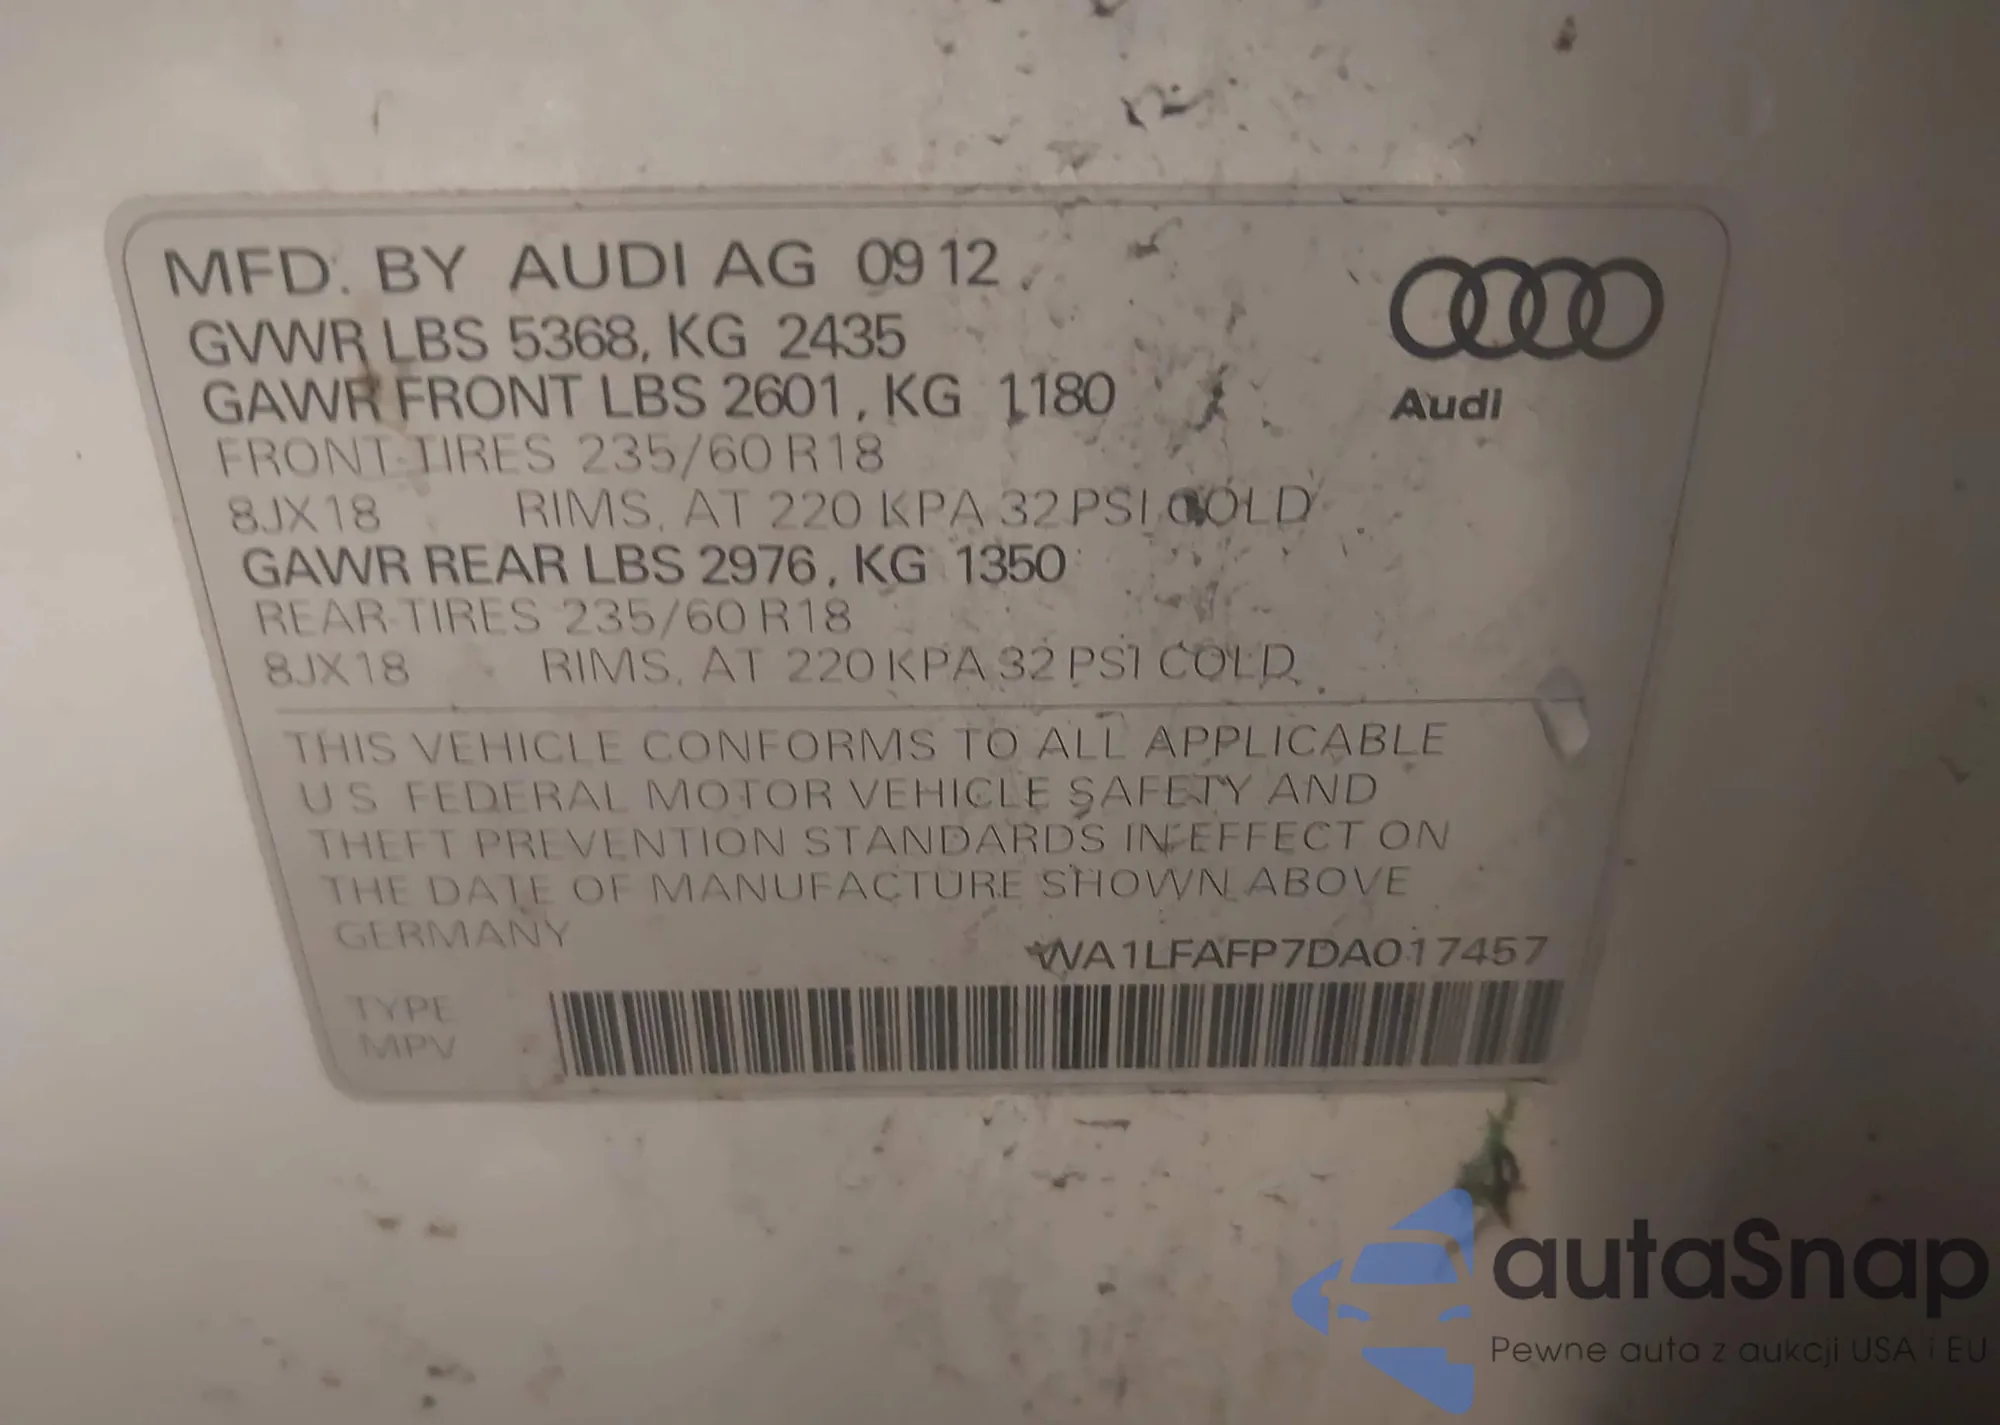 MFD. BY AUDI AG 09 12
GVWR LBS 5368, KG 2435
GAWR FRONT LBS 2601, KG 1180
FRONT-TIRES 235/60 R18
8JX18 RIMS, AT 220 KPA 32 PSI COLD
GAWR REAR LBS 2976, KG 1350
REAR-TIRES 235/60 R18
8JX18 RIMS, AT 220 KPA 32 PSI COLD
Audi
THIS VEHICLE CONFORMS TO ALL APPLICABLE
U S FEDERAL MOTOR VEHICLE SAFETY AND
THEFT PREVENTION STANDARDS IN EFFECT ON
THE DATE OF MANUFACTURE SHOWN ABOVE
GERMANY
*WA1LFAFP7DA017457
TYPE
MPV
autaSnap
Pewne auta z aukcji USA i EU